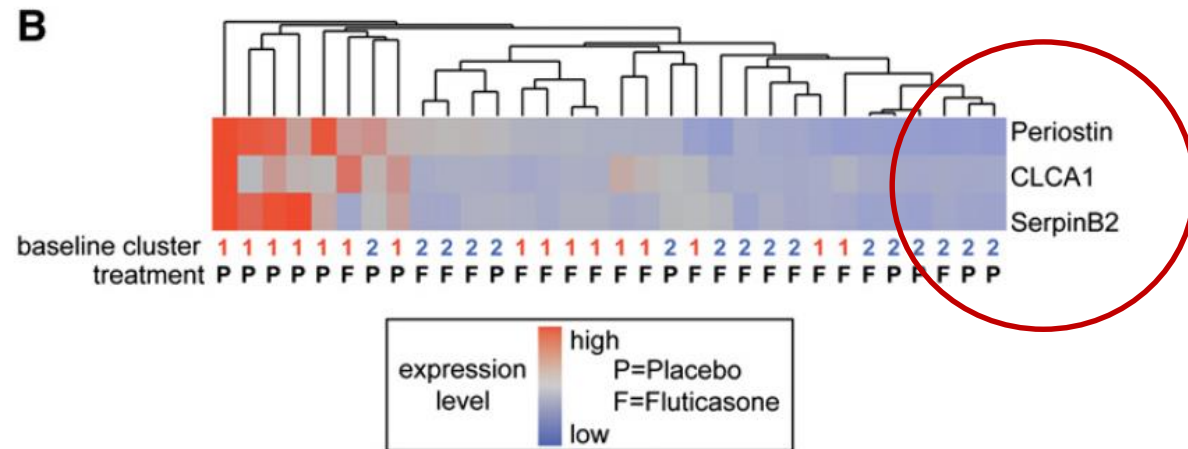 B
Periostin
CLCA1
SerpinB2
baseline cluster 1 1 1 1 1 1 2 1 2 2 2 2 1 1 1 1 1 1 2 1 2 2 2 2 1 1 2 2 2 2 2 2
treatment P P P P P F P P F F F P F F F F F F P F F F F F F F F P P F P P
expression level
high
P=Placebo
F=Fluticasone
low